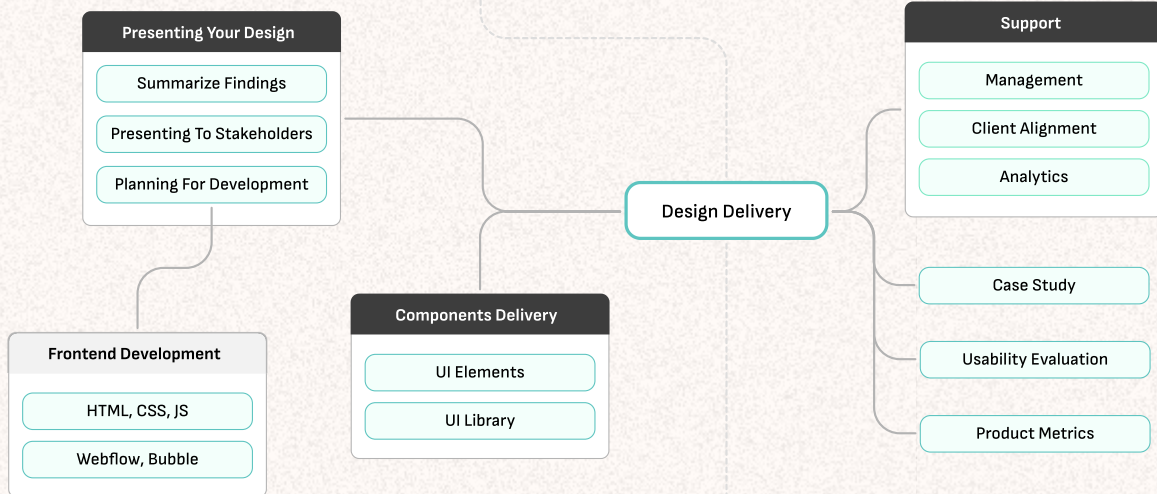 Presenting Your Design
Summarize Findings
Presenting To Stakeholders
Planning For Development
Frontend Development
HTML, CSS, JS
Webflow, Bubble
Components Delivery
UI Elements
UI Library
Design Delivery
Support
Management
Client Alignment
Analytics
Case Study
Usability Evaluation
Product Metrics